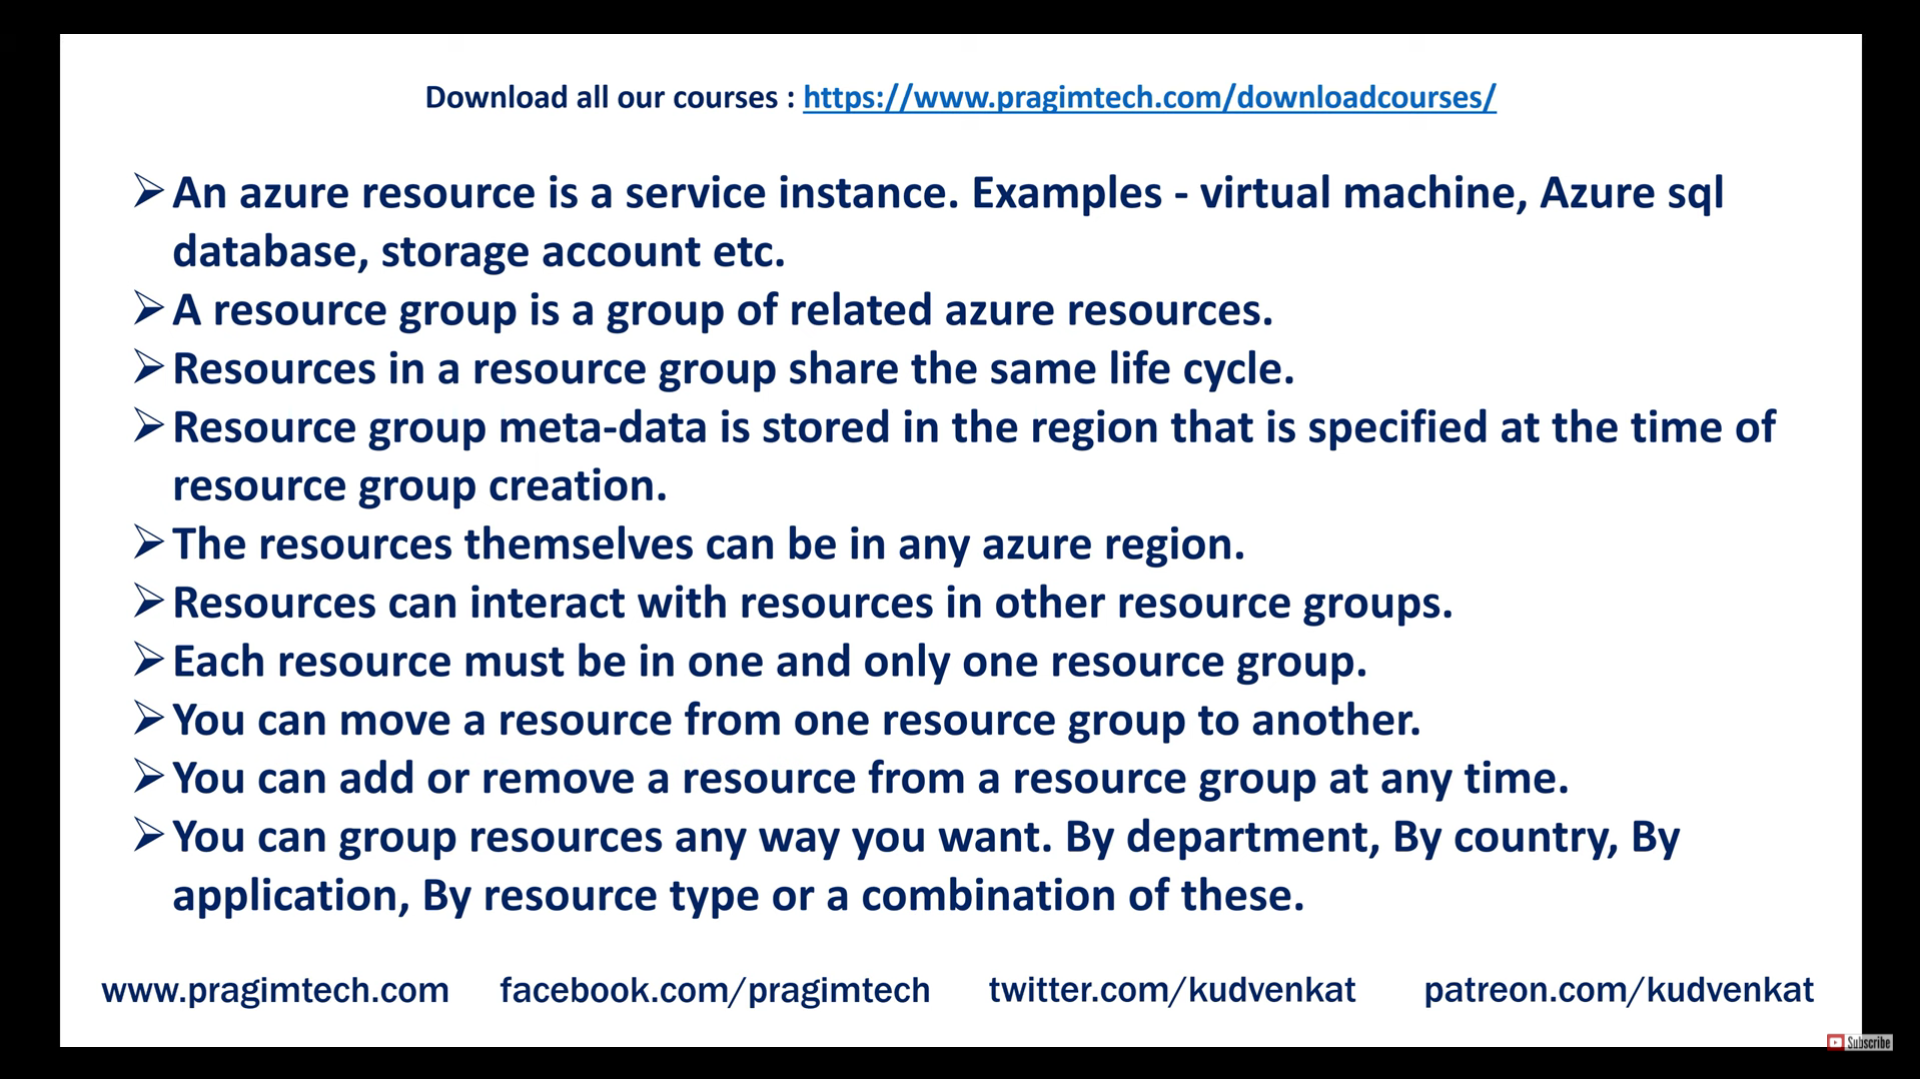 Download all our courses : https://www.pragimtech.com/downloadcourses/
➢An azure resource is a service instance. Examples - virtual machine, Azure sql
database, storage account etc.
➢A resource group is a group of related azure resources.
➢Resources in a resource group share the same life cycle.
➢Resource group meta-data is stored in the region that is specified at the time of
resource group creation.
➢The resources themselves can be in any azure region.
➢Resources can interact with resources in other resource groups.
➢Each resource must be in one and only one resource group.
➢You can move a resource from one resource group to another.
➢You can add or remove a resource from a resource group at any time.
➢You can group resources any way you want. By department, By country, By
application, By resource type or a combination of these.
www.pragimtech.com facebook.com/pragimtech twitter.com/kudvenkat patreon.com/kudvenkat
Subscribe